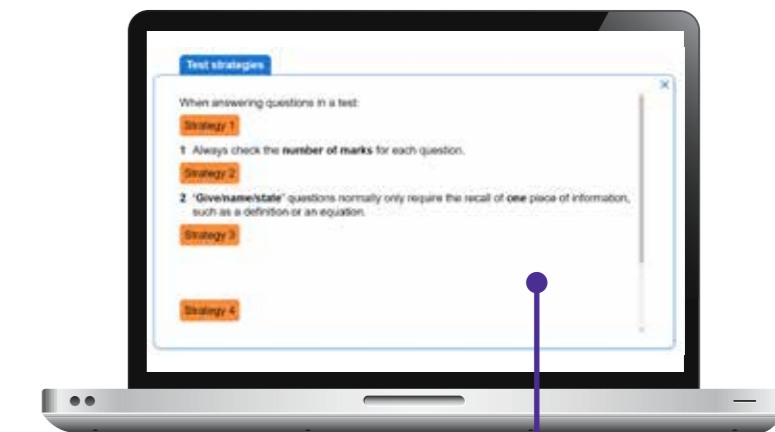 Test strategies
When answering questions in a test:
Strategy 1
1 Always check the number of marks for each question.
Strategy 2
2 "Give/name/state" questions normally only require the recall of one piece of information,
such as a definition or an equation.
Strategy 3
Strategy 4